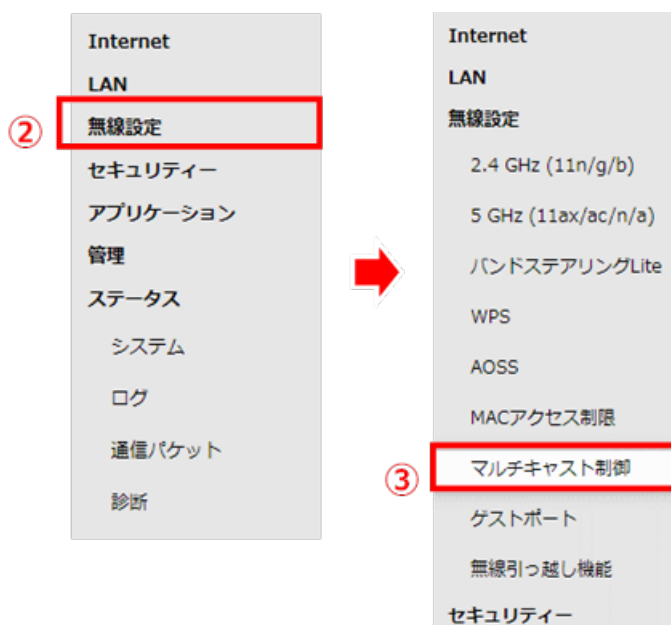 Internet
LAN
②
無線設定
セキュリティー
アプリケーション
管理
ステータス
システム
ログ
通信パケット
診断
Internet
LAN
無線設定
2.4 GHz (11n/g/b)
5 GHz (11ax/ac/n/a)
バンドステアリングLite
WPS
AOSS
MACアクセス制限
③
マルチキャスト制御
ゲストポート
無線引っ越し機能
セキュリティー